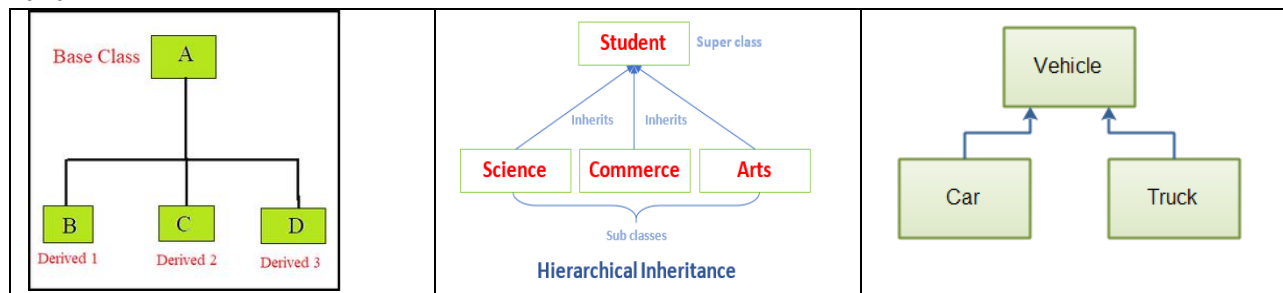 Base Class
A
B
C
D
Derived 1
Derived 2
Derived 3
Student
Super class
Inherits
Inherits
Science
Commerce
Arts
Sub classes
Hierarchical Inheritance
Vehicle
Car
Truck